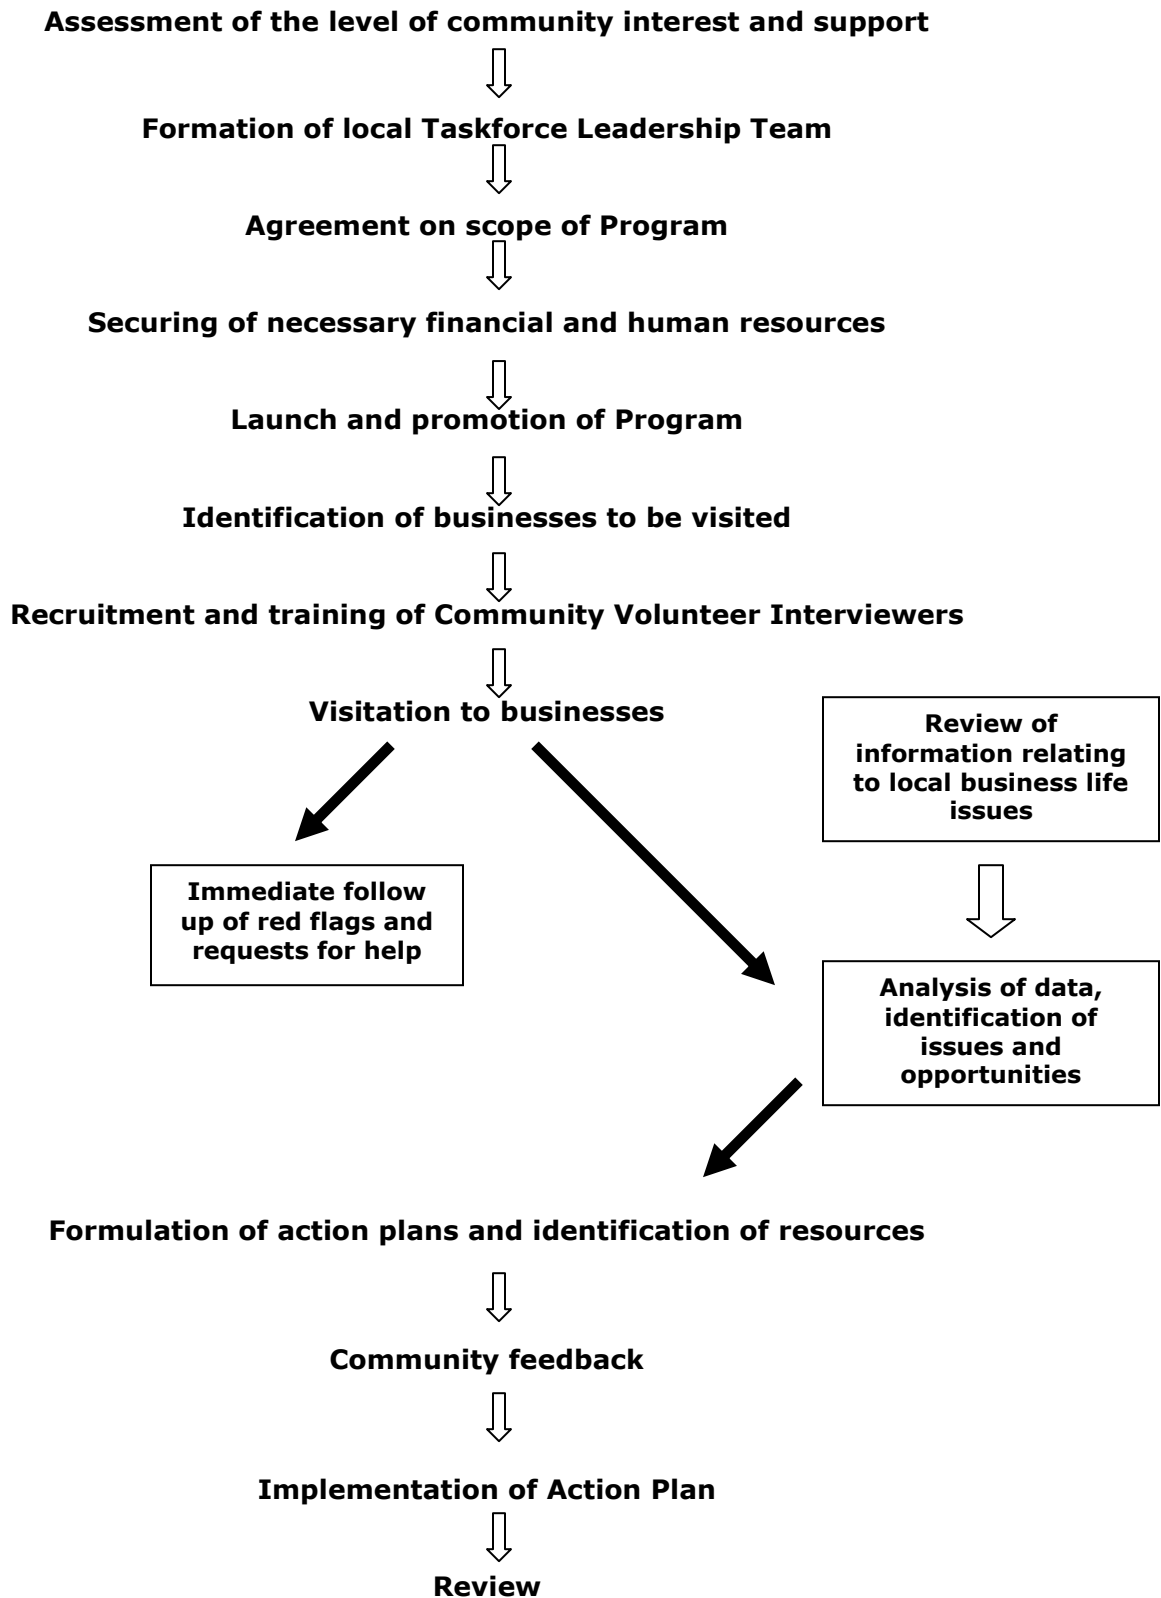 Assessment of the level of community interest and support
Formation of local Taskforce Leadership Team
Agreement on scope of Program
Securing of necessary financial and human resources
Launch and promotion of Program
Identification of businesses to be visited
Recruitment and training of Community Volunteer Interviewers
Visitation to businesses
Review of
information relating
to local business life
issues
Immediate follow
up of red flags and
requests for help
Analysis of data,
identification of
issues and
opportunities
Formulation of action plans and identification of resources
Community feedback
Implementation of Action Plan
Review